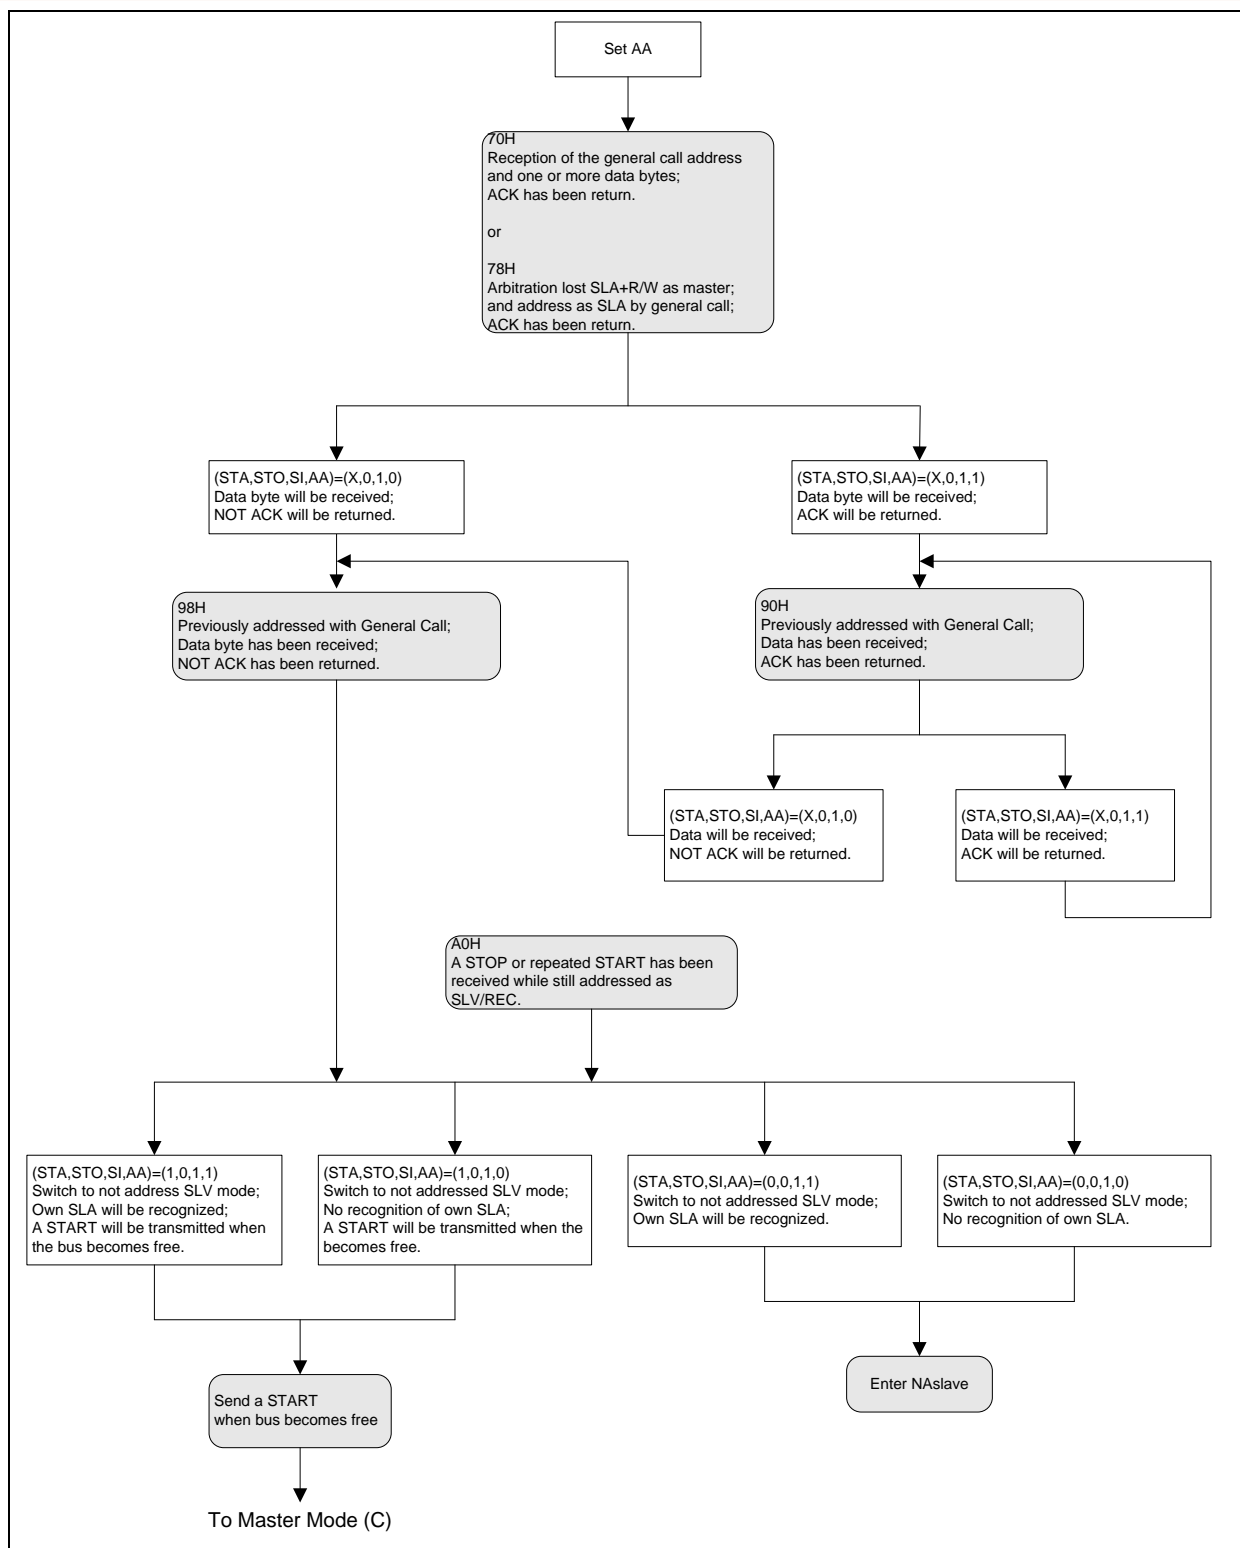 Set AA
70H
Reception of the general call address
and one or more data bytes;
ACK has been return.
or
78H
Arbitration lost SLA+R/W as master;
and address as SLA by general call;
ACK has been return.
(STA,STO,SI,AA)=(X,0,1,0)
Data byte will be received;
NOT ACK will be returned.
(STA,STO,SI,AA)=(X,0,1,1)
Data byte will be received;
ACK will be returned.
98H
Previously addressed with General Call;
Data byte has been received;
NOT ACK has been returned.
90H
Previously addressed with General Call;
Data has been received;
ACK has been returned.
(STA,STO,SI,AA)=(X,0,1,0)
Data will be received;
NOT ACK will be returned.
(STA,STO,SI,AA)=(X,0,1,1)
Data will be received;
ACK will be returned.
A0H
A STOP or repeated START has been
received while still addressed as
SLV/REC.
(STA,STO,SI,AA)=(1,0,1,1)
Switch to not address SLV mode;
Own SLA will be recognized;
A START will be transmitted when
the bus becomes free.
(STA,STO,SI,AA)=(1,0,1,0)
Switch to not addressed SLV mode;
No recognition of own SLA;
A START will be transmitted when the
becomes free.
(STA,STO,SI,AA)=(0,0,1,1)
Switch to not addressed SLV mode;
Own SLA will be recognized.
(STA,STO,SI,AA)=(0,0,1,0)
Switch to not addressed SLV mode;
No recognition of own SLA.
Send a START
when bus becomes free
Enter NAslave
To Master Mode (C)